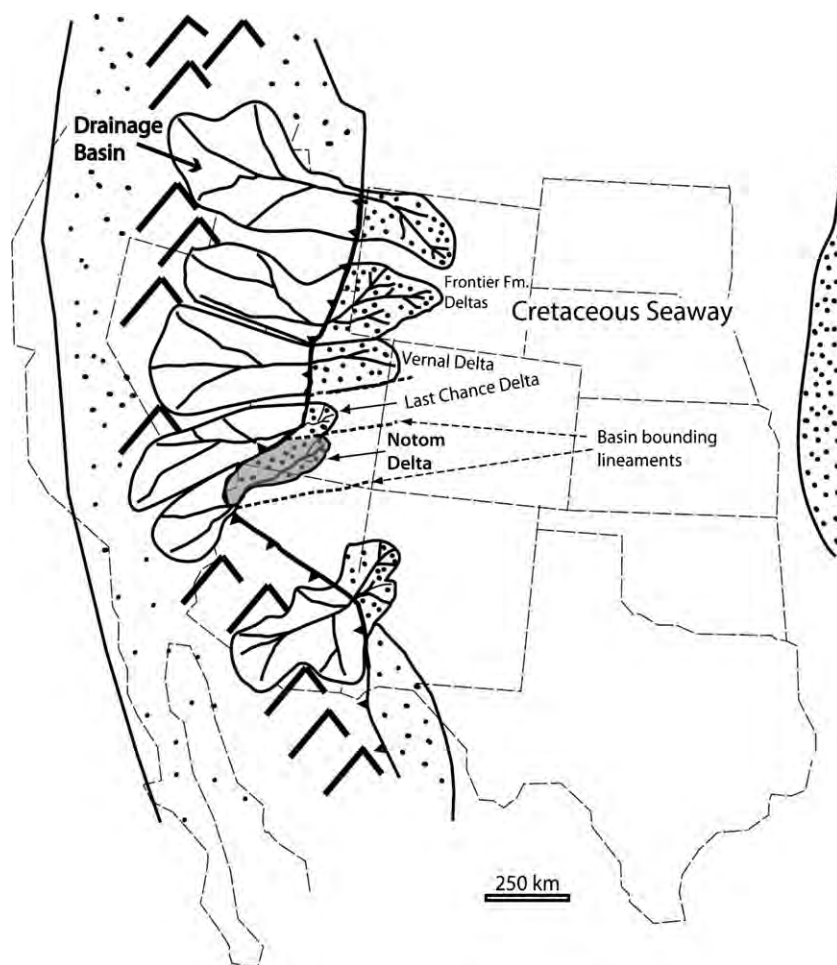 Drainage
Basin
Frontier Fm.
Deltas
Cretaceous Seaway
Vernal Delta
Last Chance Delta
Notom
Delta
Basin bounding
lineaments
250 km